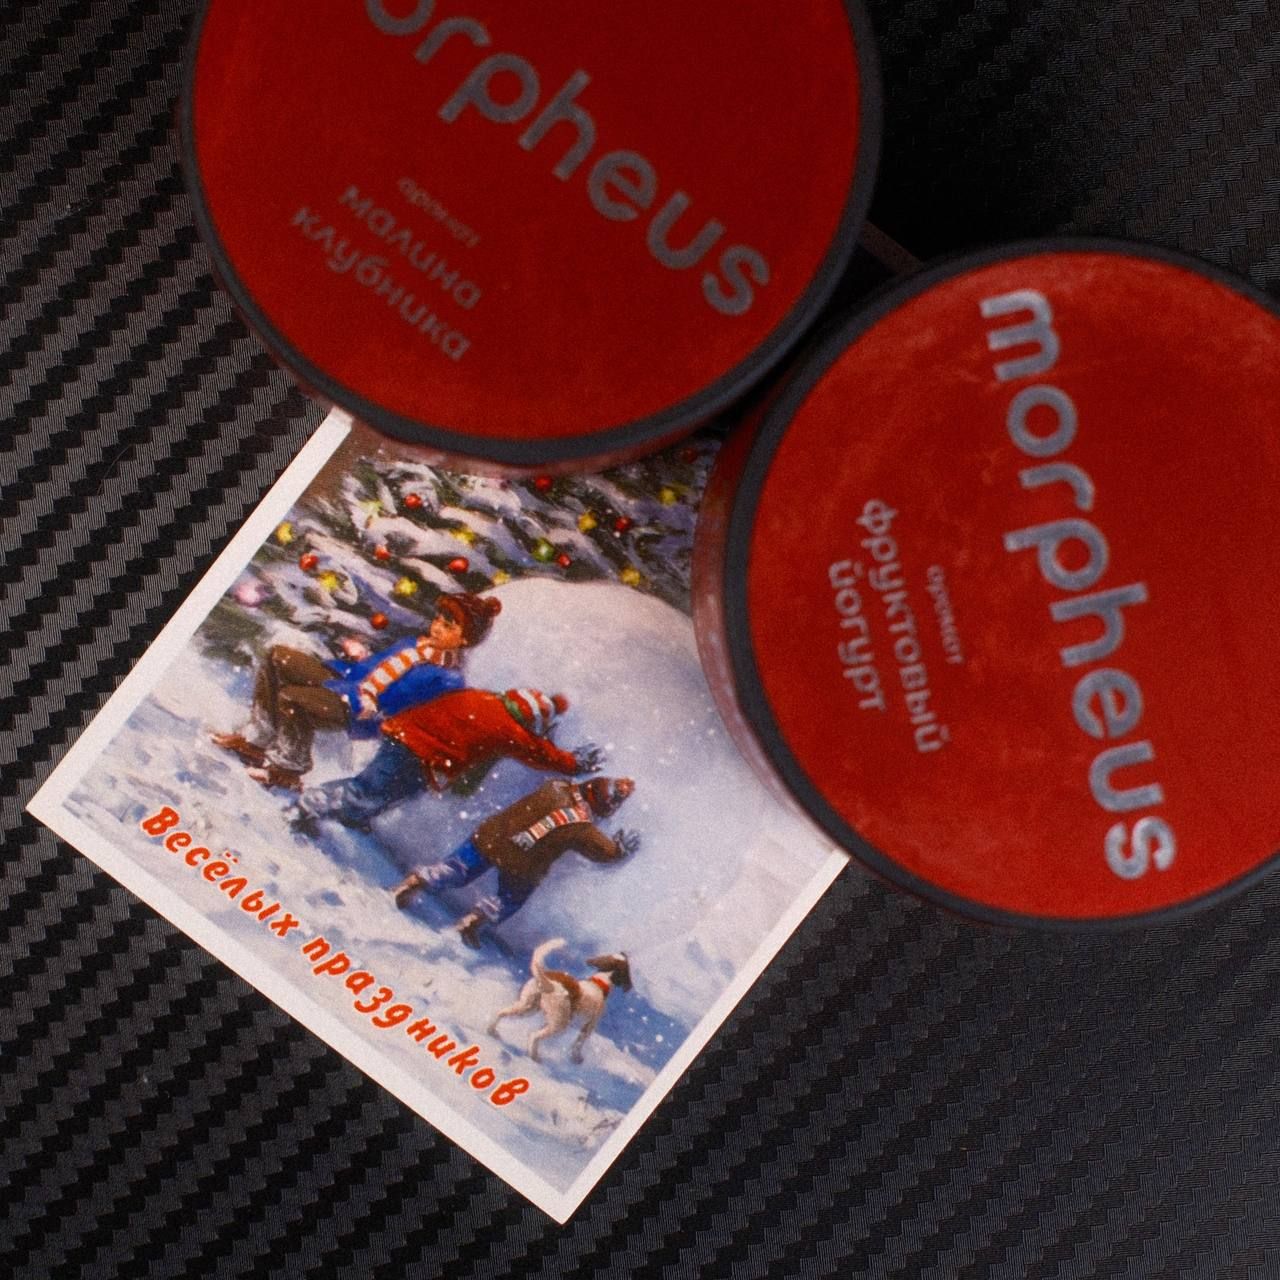 morpheus
аромат
малина
клубника
morpheus
аромат
фруктовый
йогурт
Весёлых праздников